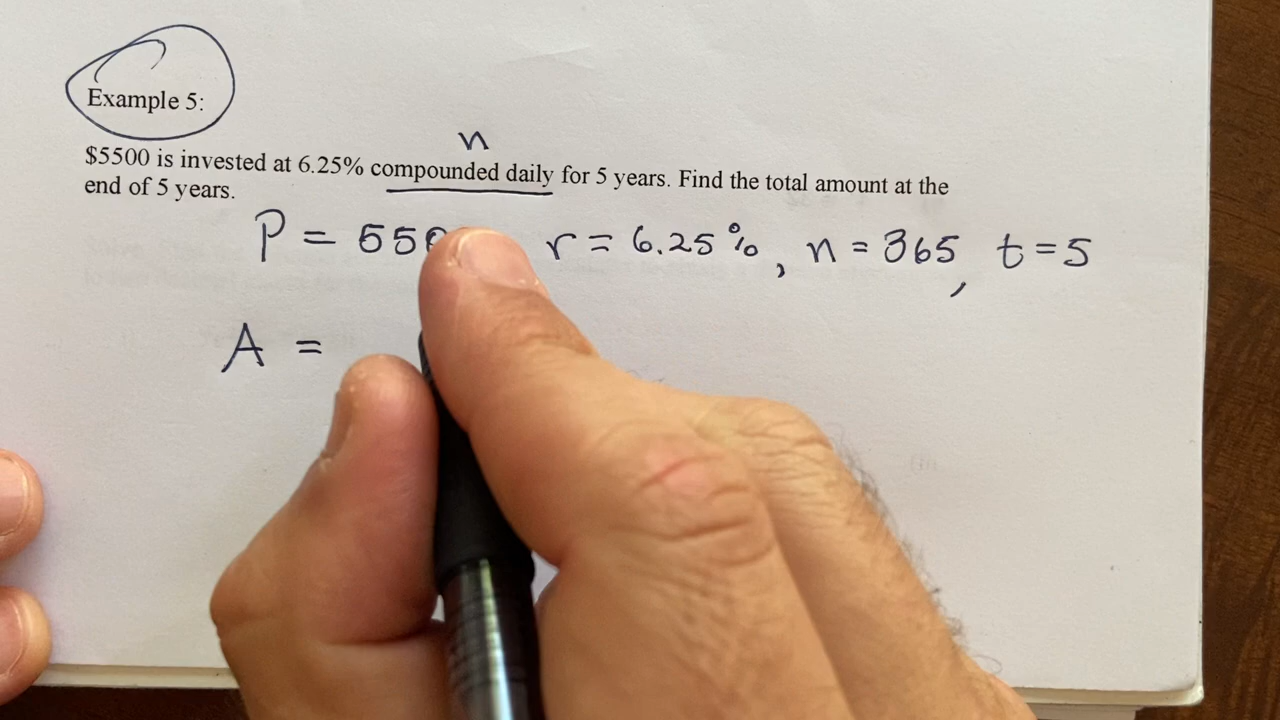 Example 5:
n
$5500 is invested at 6.25% compounded daily for 5 years. Find the total amount at the
end of 5 years.
P = 550 r = 6.25%, n = 365, t = 5
A =